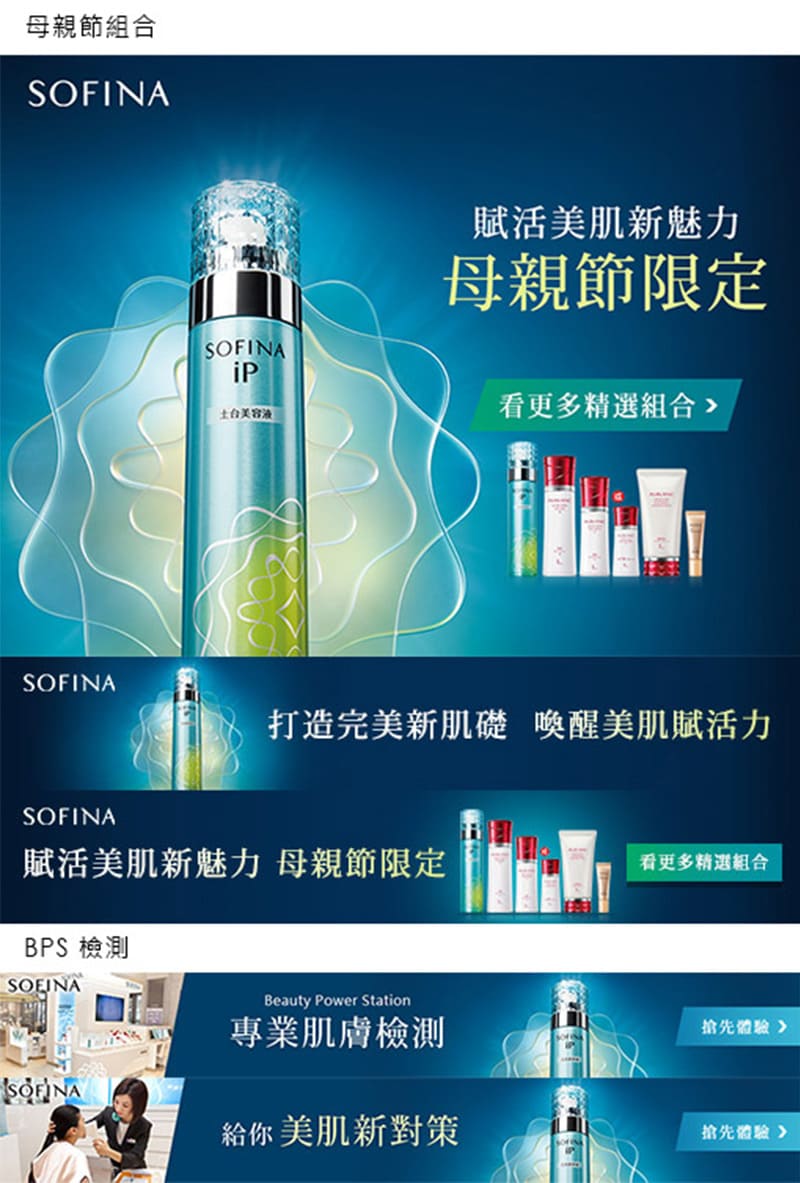 母親節組合
SOFINA
賦活美肌新魅力
母親節限定
SOFINA
iP
土台美容液
看更多精選組合 >
SOFINA
打造完美新肌礎 喚醒美肌賦活力
SOFINA
賦活美肌新魅力 母親節限定
看更多精選組合
BPS 檢測
SOFINA
Beauty Power Station
專業肌膚檢測
SOFINA
iP
搶先體驗 >
SOFINA
給你 美肌新對策
SOFINA
iP
搶先體驗 >